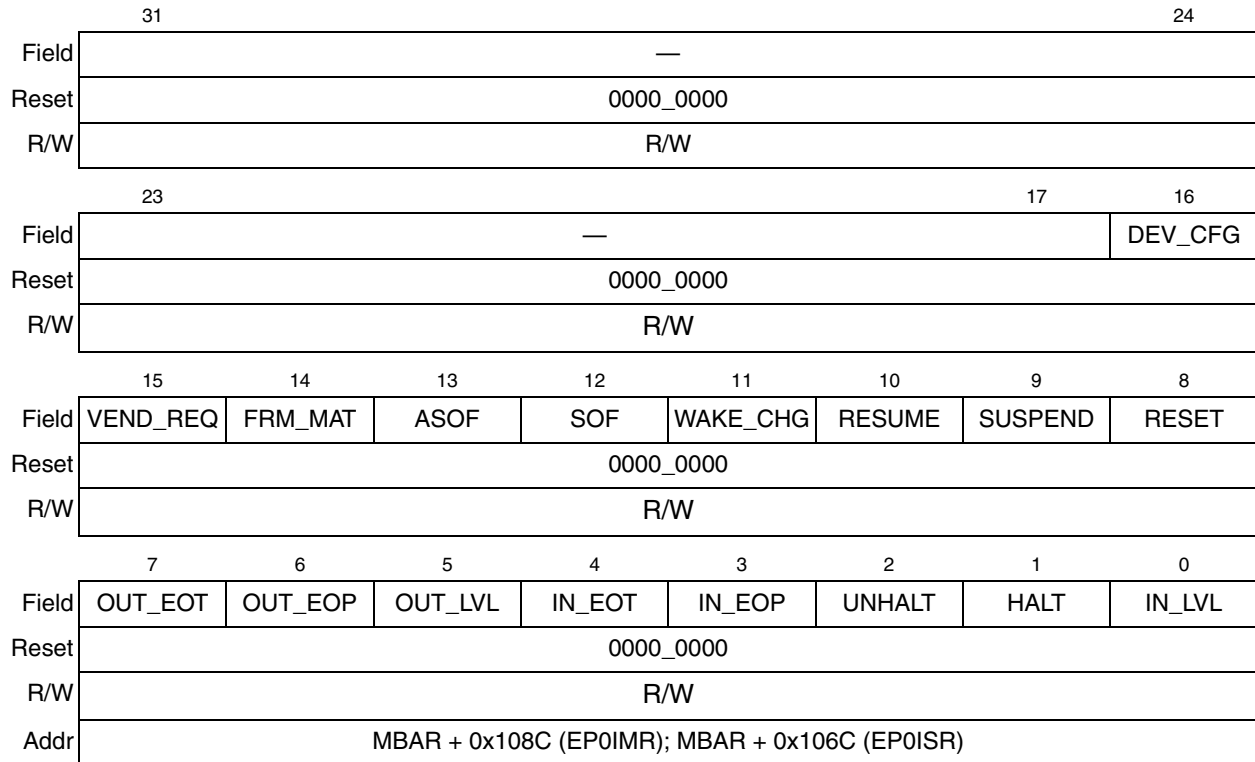 31 24
Field —
Reset 0000_0000
R/W R/W
23 17 16
Field — DEV_CFG
Reset 0000_0000
R/W R/W
15 14 13 12 11 10 9 8
Field VEND_REQ FRM_MAT ASOF SOF WAKE_CHG RESUME SUSPEND RESET
Reset 0000_0000
R/W R/W
7 6 5 4 3 2 1 0
Field OUT_EOT OUT_EOP OUT_LVL IN_EOT IN_EOP UNHALT HALT IN_LVL
Reset 0000_0000
R/W R/W
Addr MBAR + 0x108C (EP0IMR); MBAR + 0x106C (EP0ISR)